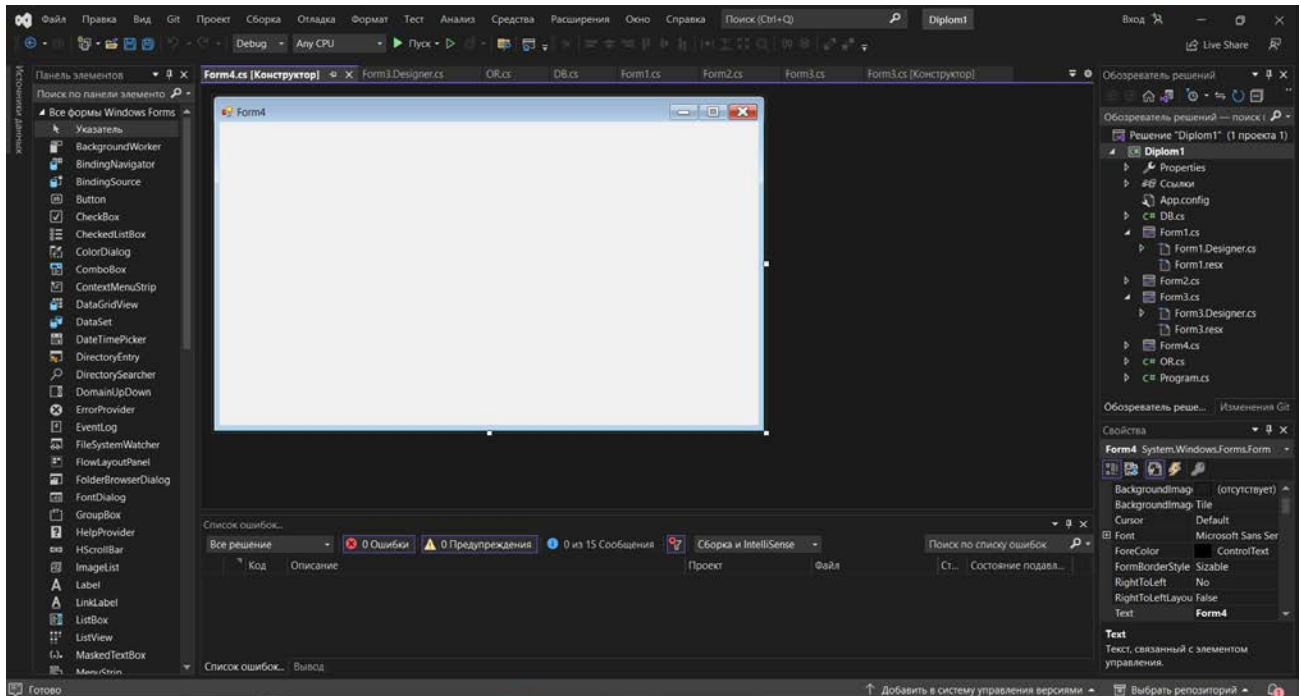 Файл Правка Вид Git Проект Сборка Отладка Формат Тест Анализ Средства Расширения Окно Справка Поиск (Ctrl+Q) Diplom1 Вход
Debug Any CPU Пуск Live Share
Источники данных
Панель элементов
Поиск по панели элементо
Все формы Windows Forms
Указатель
BackgroundWorker
BindingNavigator
BindingSource
Button
CheckBox
CheckedListBox
ColorDialog
ComboBox
ContextMenuStrip
DataGridView
DataSet
DateTimePicker
DirectoryEntry
DirectorySearcher
DomainUpDown
ErrorProvider
EventLog
FileSystemWatcher
FlowLayoutPanel
FolderBrowserDialog
FontDialog
GroupBox
HelpProvider
HScrollBar
ImageList
Label
LinkLabel
ListBox
ListView
MaskedTextBox
MenuStrip
Form4.cs [Конструктор] Form3.Designer.cs OR.cs DB.cs Form1.cs Form2.cs Form3.cs Form3.cs [Конструктор]
Form4
Список ошибок...
Все решение 0 Ошибки 0 Предупреждения 0 из 15 Сообщения Сборка и IntelliSense Поиск по списку ошибок
Код Описание Проект Файл Ст... Состояние подавл...
Список ошибок... Вывод
Обозреватель решений
Обозреватель решений — поиск (
Решение "Diplom1" (1 проекта 1)
Diplom1
Properties
Ссылки
App.config
DB.cs
Form1.cs
Form1.Designer.cs
Form1.resx
Form2.cs
Form3.cs
Form3.Designer.cs
Form3.resx
Form4.cs
OR.cs
Program.cs
Обозреватель реше... Изменения Git
Свойства
Form4 System.Windows.Forms.Form
BackgroundImag (отсутствует)
BackgroundImag Tile
Cursor Default
Font Microsoft Sans Ser
ForeColor ControlText
FormBorderStyle Sizable
RightToLeft No
RightToLeftLayou False
Text Form4
Text
Текст, связанный с элементом
управления.
Готово Добавить в систему управления версиями Выбрать репозиторий